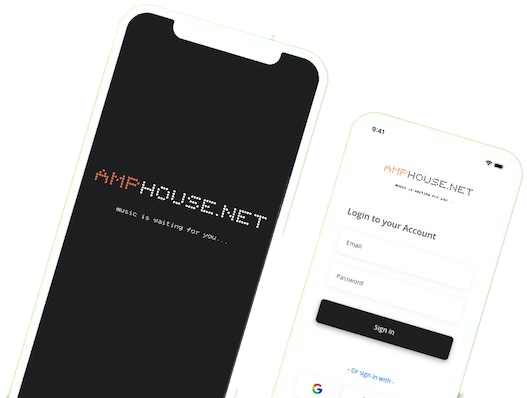 AMPHOUSE.NET
music is waiting for you...
9:41
AMPHOUSE.NET
music is waiting for you...
Login to your Account
Email
Password
Sign In
- Or sign in with -
G